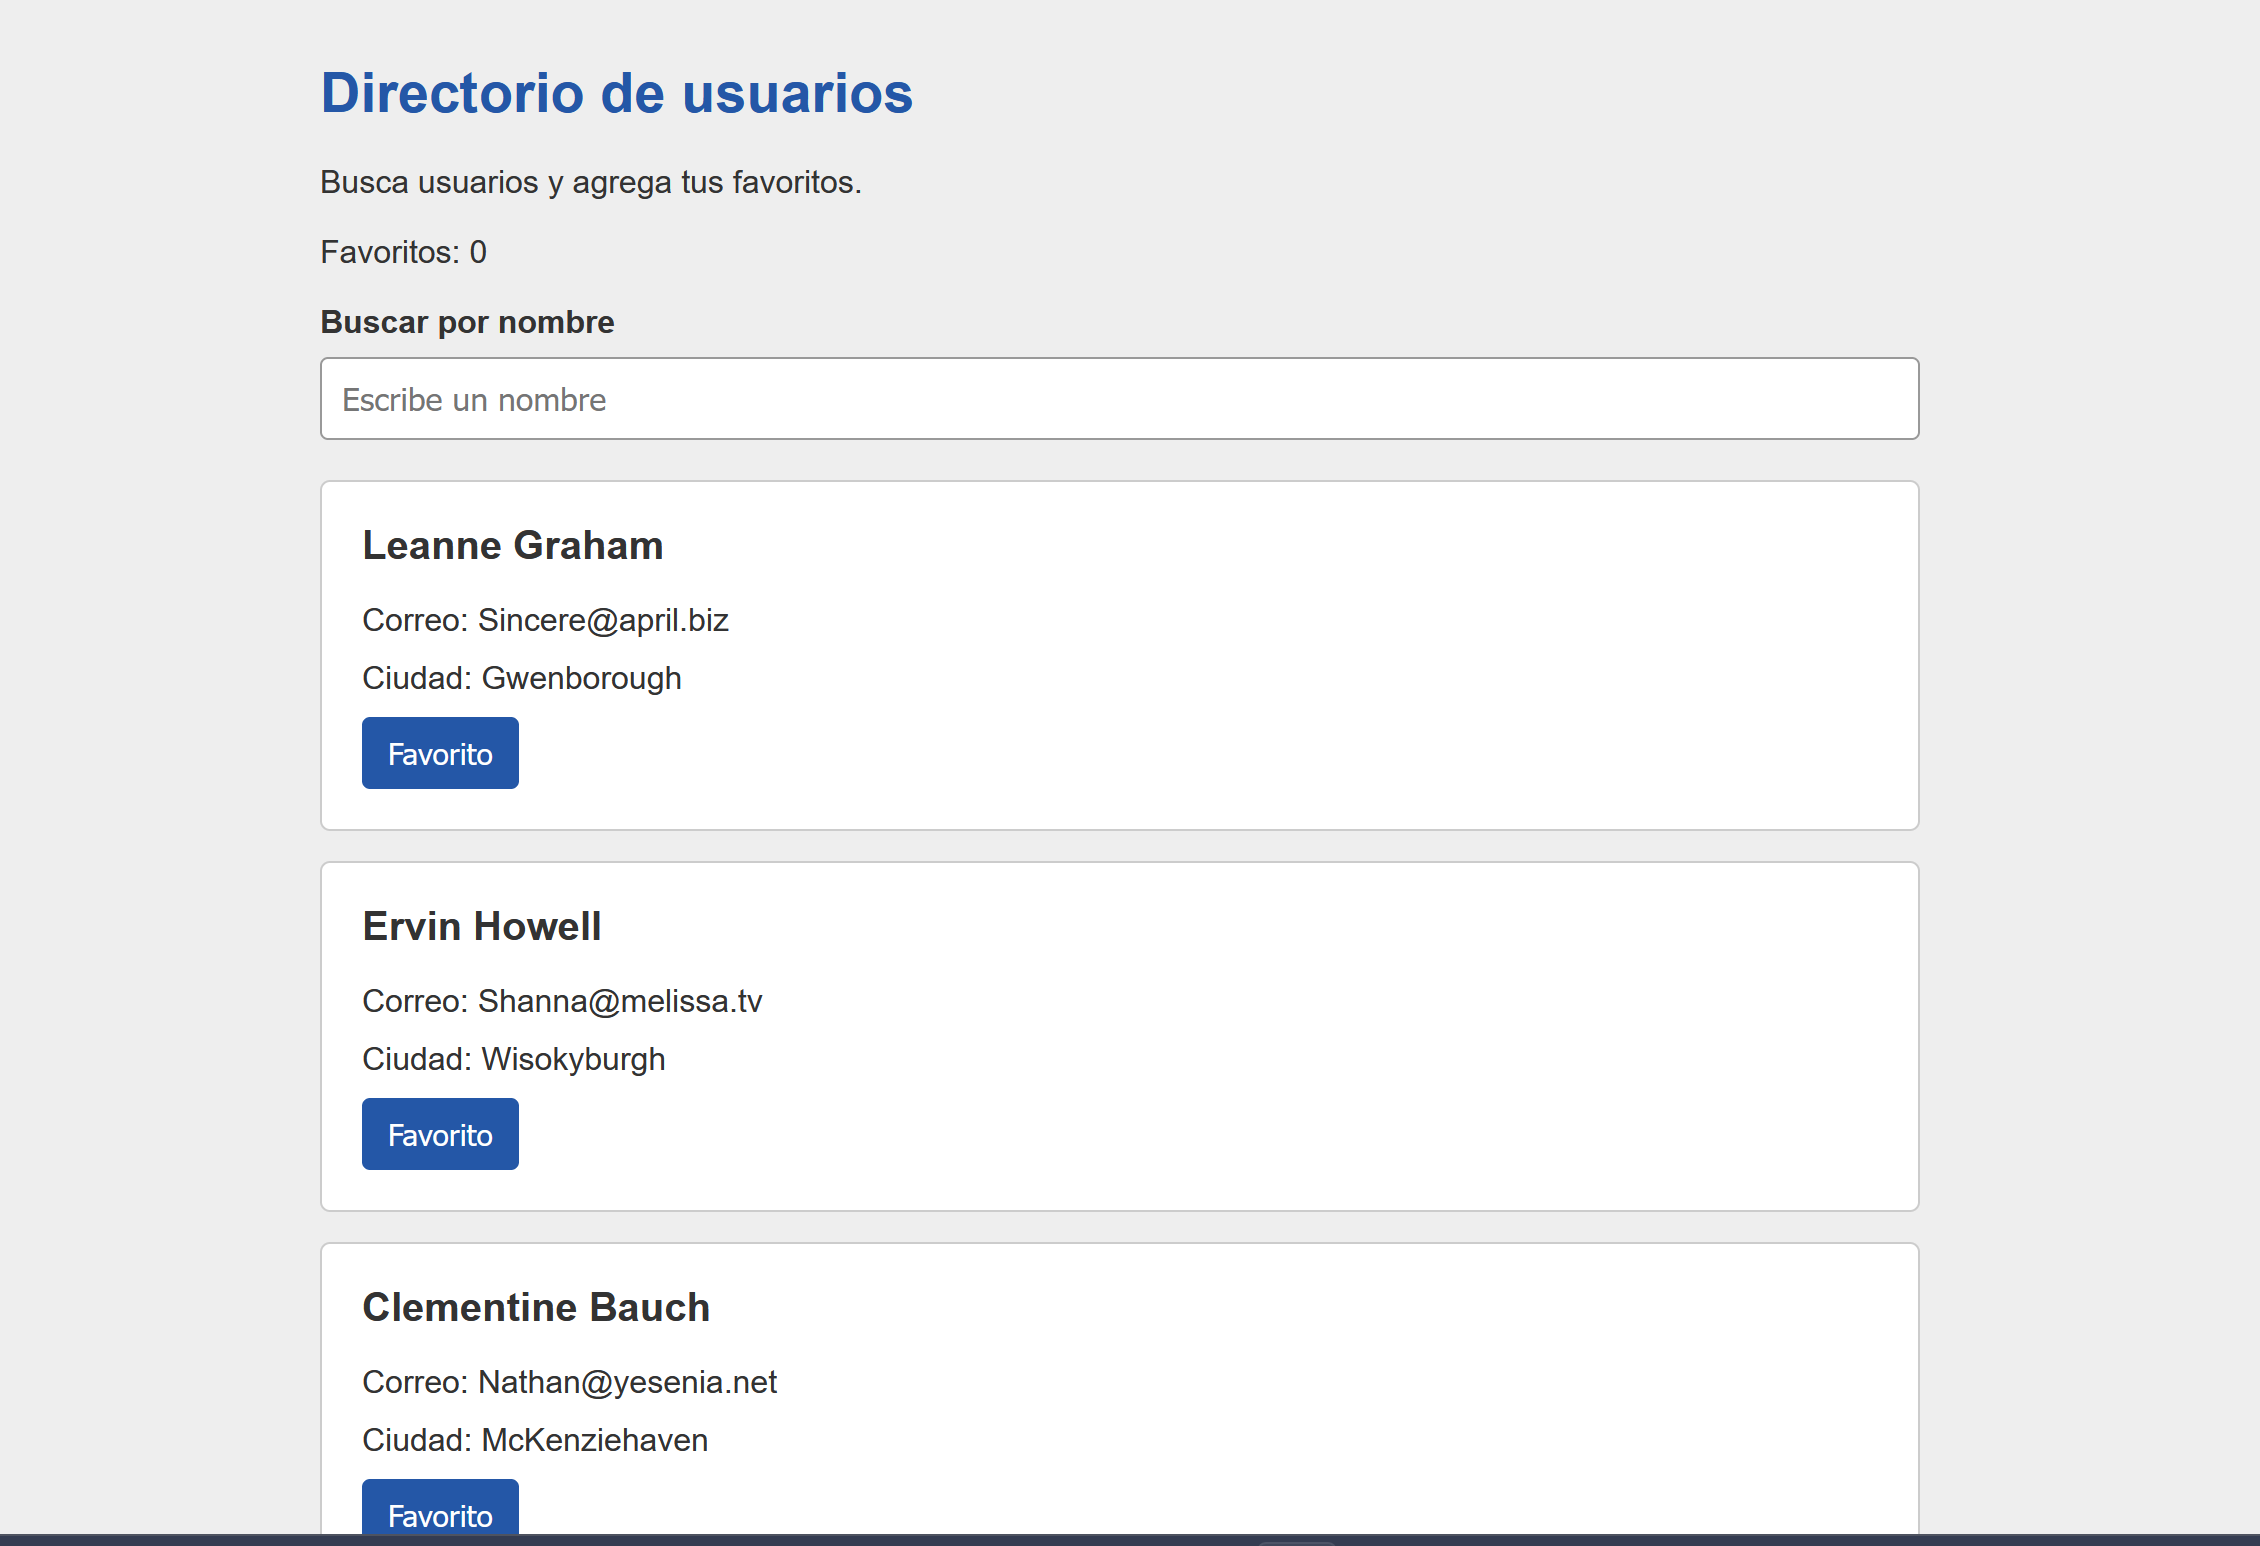 Directorio de usuarios
Busca usuarios y agrega tus favoritos.
Favoritos: 0
Buscar por nombre
Escribe un nombre
Leanne Graham
Correo: Sincere@april.biz
Ciudad: Gwenborough
Favorito
Ervin Howell
Correo: Shanna@melissa.tv
Ciudad: Wisokyburgh
Favorito
Clementine Bauch
Correo: Nathan@yesenia.net
Ciudad: McKenziehaven
Favorito